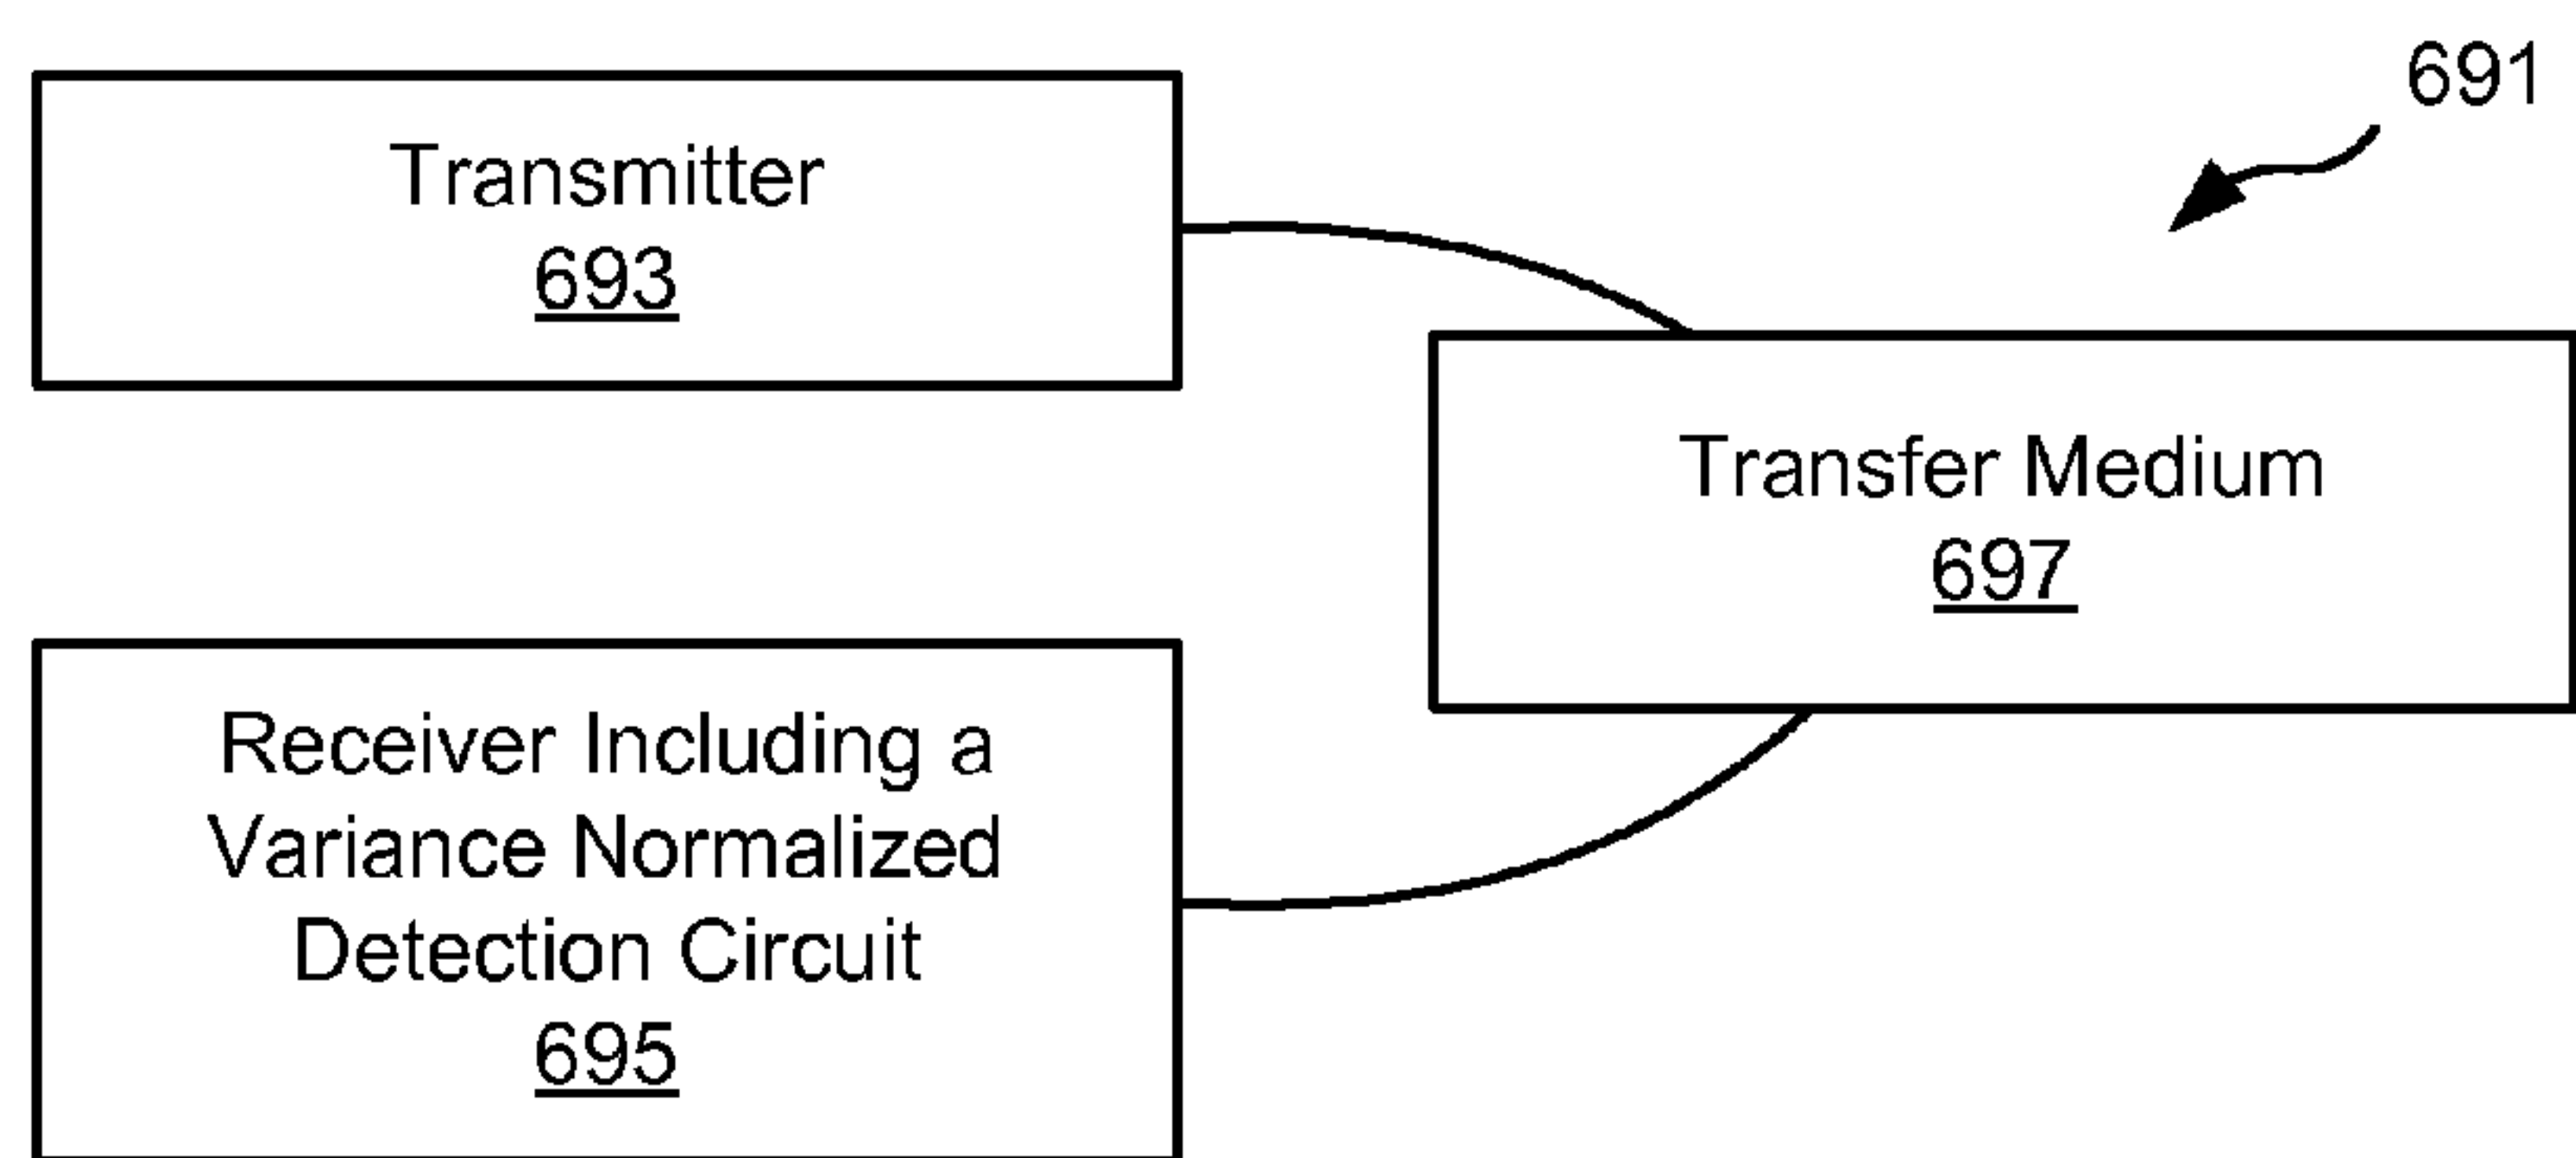 691
Transmitter
693
Transfer Medium
697
Receiver Including a
Variance Normalized
Detection Circuit
695